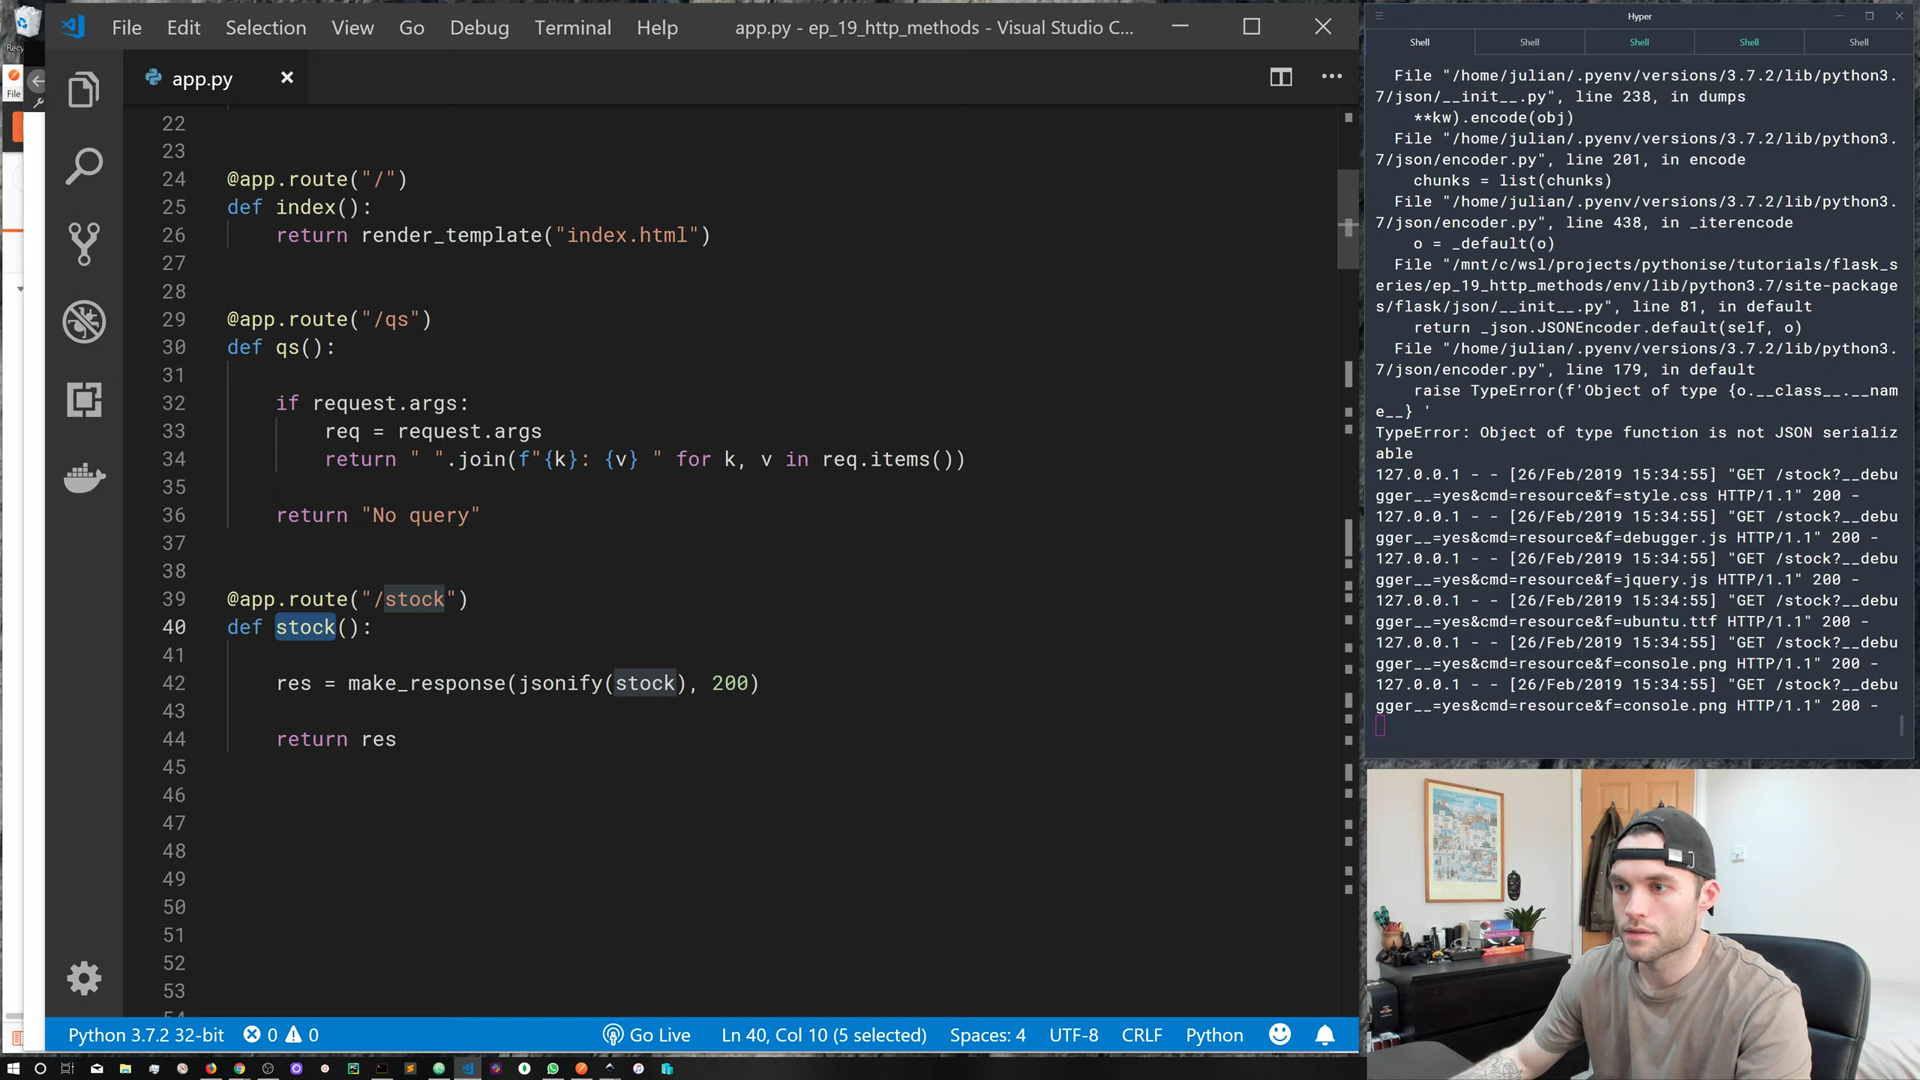 File Edit Selection View Go Debug Terminal Help app.py - ep_19_http_methods - Visual Studio C...
app.py
22
23
24 @app.route("/")
25 def index():
26 return render_template("index.html")
27
28
29 @app.route("/qs")
30 def qs():
31
32 if request.args:
33 req = request.args
34 return " ".join(f"{k}: {v} " for k, v in req.items())
35
36 return "No query"
37
38
39 @app.route("/stock")
40 def stock():
41
42 res = make_response(jsonify(stock), 200)
43
44 return res
45
46
47
48
49
50
51
52
53
Python 3.7.2 32-bit 0 0 Go Live Ln 40, Col 10 (5 selected) Spaces: 4 UTF-8 CRLF Python
File
Hyper
Shell Shell Shell Shell Shell
File "/home/julian/.pyenv/versions/3.7.2/lib/python3.
7/json/__init__.py", line 238, in dumps
**kw).encode(obj)
File "/home/julian/.pyenv/versions/3.7.2/lib/python3.
7/json/encoder.py", line 201, in encode
chunks = list(chunks)
File "/home/julian/.pyenv/versions/3.7.2/lib/python3.
7/json/encoder.py", line 438, in _iterencode
o = _default(o)
File "/mnt/c/wsl/projects/pythonise/tutorials/flask_s
eries/ep_19_http_methods/env/lib/python3.7/site-package
s/flask/json/__init__.py", line 81, in default
return _json.JSONEncoder.default(self, o)
File "/home/julian/.pyenv/versions/3.7.2/lib/python3.
7/json/encoder.py", line 179, in default
raise TypeError(f'Object of type {o.__class__.__nam
e__} '
TypeError: Object of type function is not JSON serializ
able
127.0.0.1 - - [26/Feb/2019 15:34:55] "GET /stock?__debu
gger__=yes&cmd=resource&f=style.css HTTP/1.1" 200 -
127.0.0.1 - - [26/Feb/2019 15:34:55] "GET /stock?__debu
gger__=yes&cmd=resource&f=debugger.js HTTP/1.1" 200 -
127.0.0.1 - - [26/Feb/2019 15:34:55] "GET /stock?__debu
gger__=yes&cmd=resource&f=jquery.js HTTP/1.1" 200 -
127.0.0.1 - - [26/Feb/2019 15:34:55] "GET /stock?__debu
gger__=yes&cmd=resource&f=ubuntu.ttf HTTP/1.1" 200 -
127.0.0.1 - - [26/Feb/2019 15:34:55] "GET /stock?__debu
gger__=yes&cmd=resource&f=console.png HTTP/1.1" 200 -
127.0.0.1 - - [26/Feb/2019 15:34:55] "GET /stock?__debu
gger__=yes&cmd=resource&f=console.png HTTP/1.1" 200 -